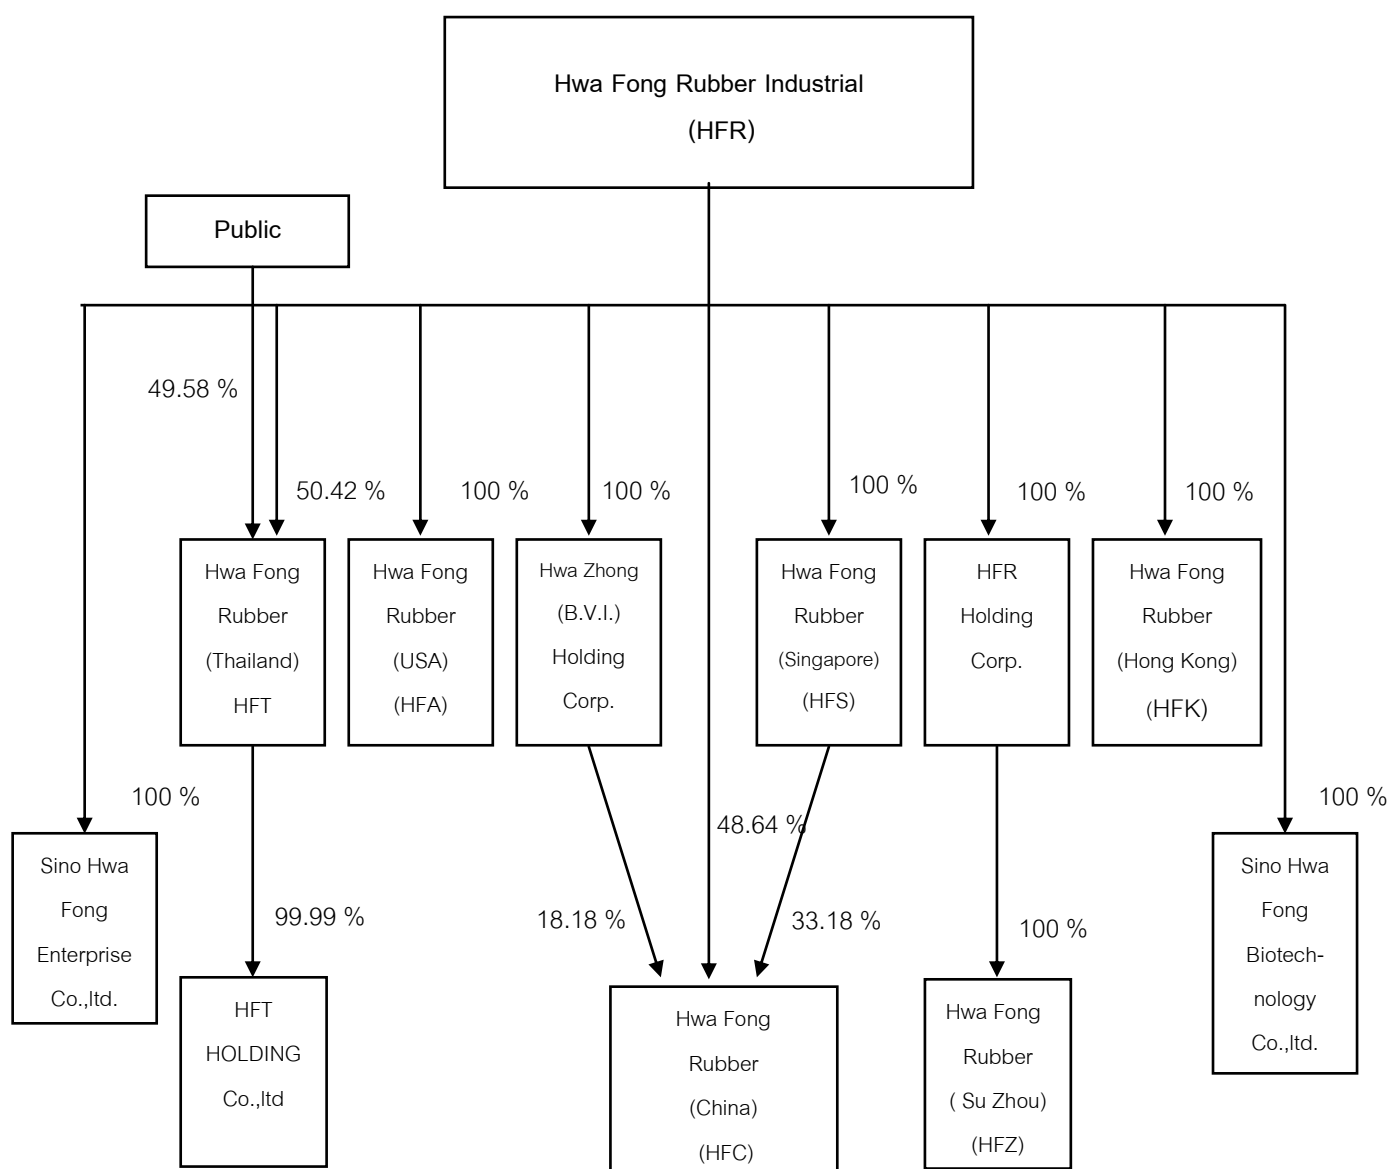 Hwa Fong Rubber Industrial
(HFR)
Public
49.58 %
50.42 %
100 %
100 %
100 %
100 %
100 %
Hwa Fong
Rubber
(Thailand)
HFT
Hwa Fong
Rubber
(USA)
(HFA)
Hwa Zhong
(B.V.I.)
Holding
Corp.
Hwa Fong
Rubber
(Singapore)
(HFS)
HFR
Holding
Corp.
Hwa Fong
Rubber
(Hong Kong)
(HFK)
100 %
48.64 %
100 %
Sino Hwa
Fong
Enterprise
Co.,ltd.
99.99 %
18.18 %
33.18 %
100 %
Sino Hwa
Fong
Biotech-
nology
Co.,ltd.
HFT
HOLDING
Co.,ltd
Hwa Fong
Rubber
(China)
(HFC)
Hwa Fong
Rubber
( Su Zhou)
(HFZ)